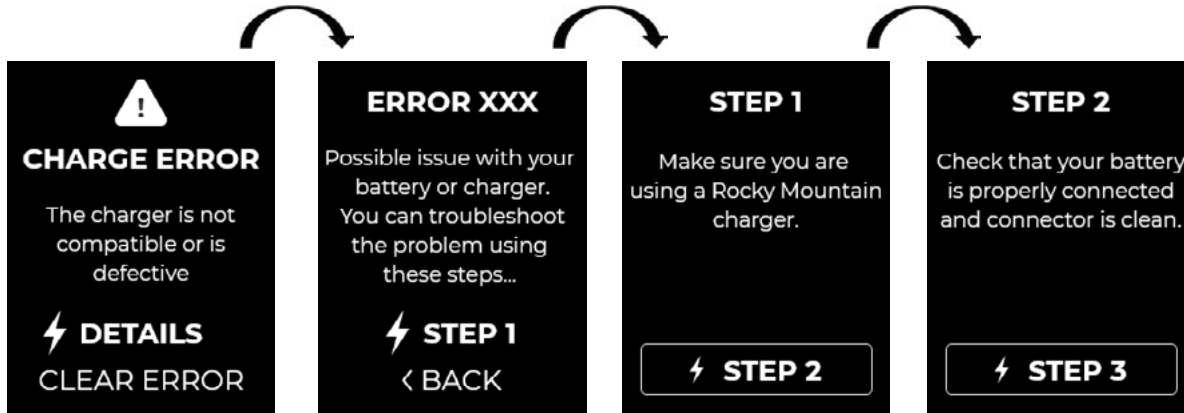 !
CHARGE ERROR
The charger is not
compatible or is
defective
DETAILS
CLEAR ERROR
ERROR XXX
Possible issue with your
battery or charger.
You can troubleshoot
the problem using
these steps...
STEP 1
< BACK
STEP 1
Make sure you are
using a Rocky Mountain
charger.
STEP 2
STEP 2
Check that your battery
is properly connected
and connector is clean.
STEP 3